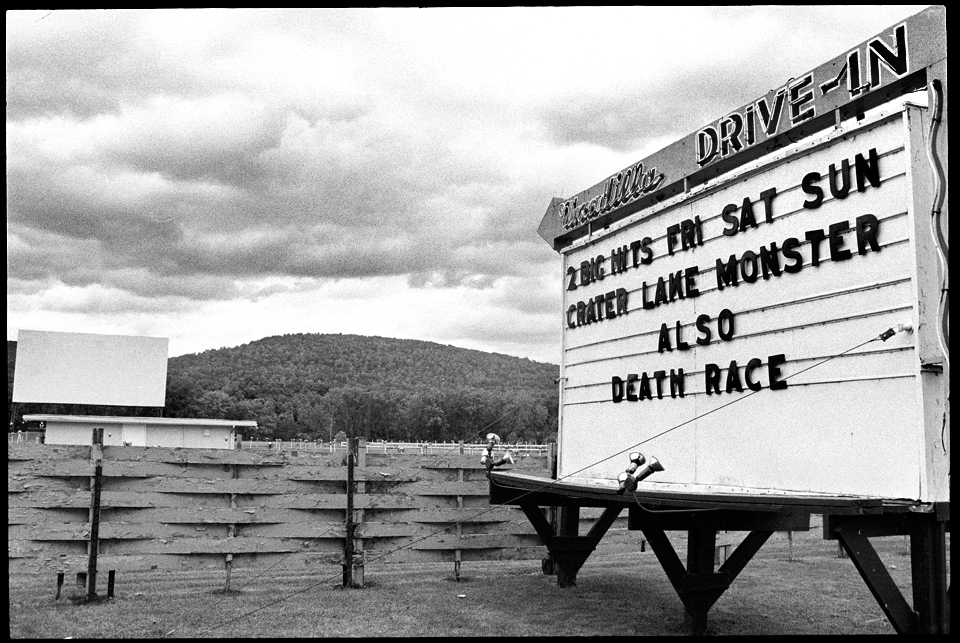 Unadilla DRIVE-IN
2 BIG HITS FRI SAT SUN
CRATER LAKE MONSTER
ALSO
DEATH RACE